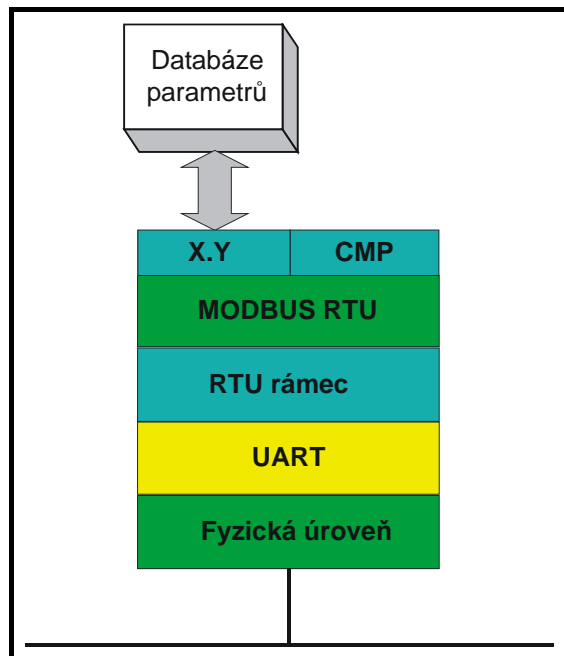 Databáze
parametrů
X.Y CMP
MODBUS RTU
RTU rámec
UART
Fyzická úroveň